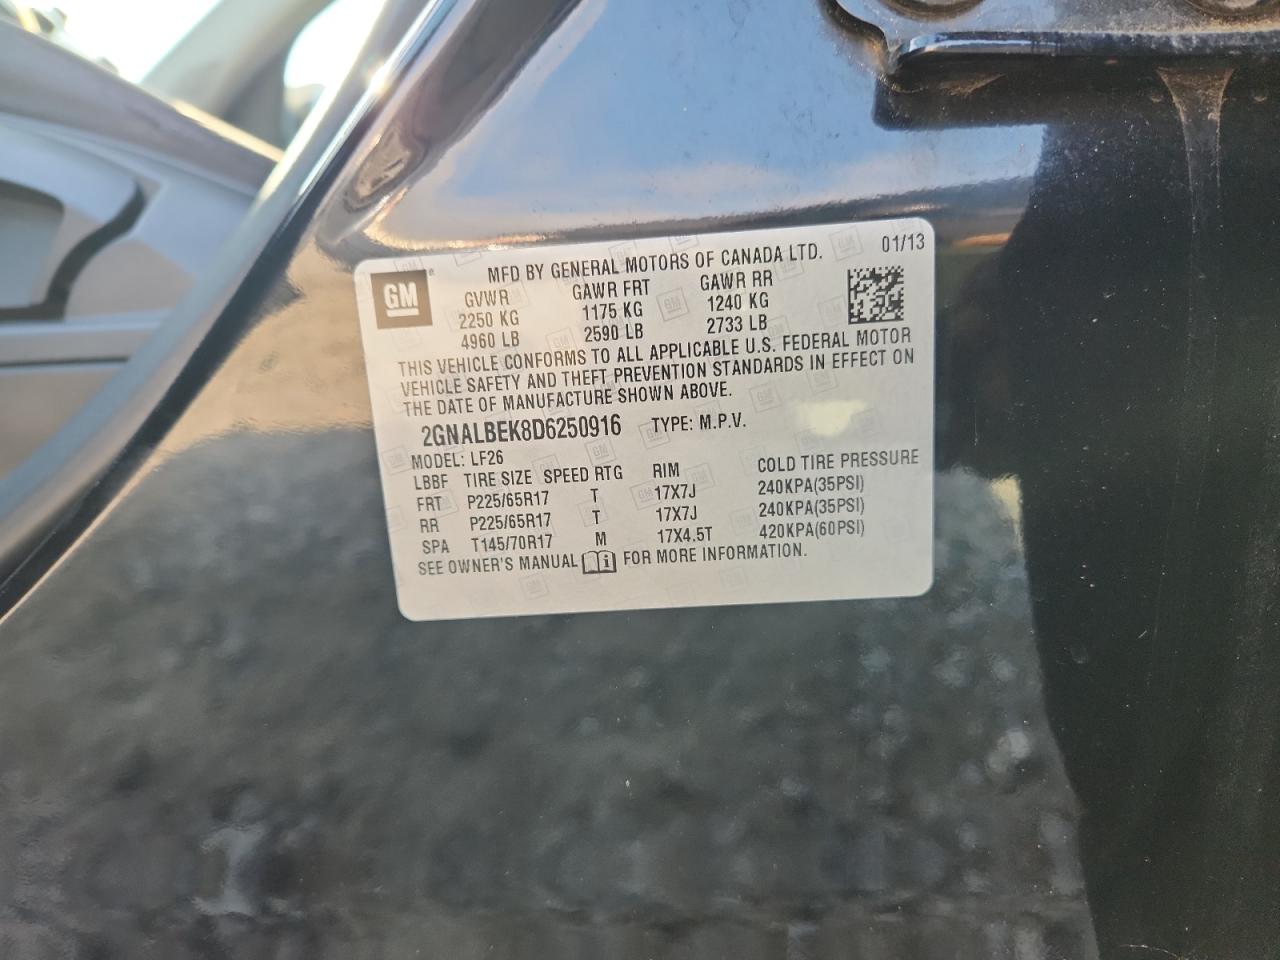 GM
MFD BY GENERAL MOTORS OF CANADA LTD. 01/13
GVWR GAWR FRT GAWR RR
2250 KG 1175 KG 1240 KG
4960 LB 2590 LB 2733 LB
THIS VEHICLE CONFORMS TO ALL APPLICABLE U.S. FEDERAL MOTOR
VEHICLE SAFETY AND THEFT PREVENTION STANDARDS IN EFFECT ON
THE DATE OF MANUFACTURE SHOWN ABOVE.
2GNALBEK8D6250916 TYPE: M.P.V.
MODEL: LF26
LBBF TIRE SIZE SPEED RTG RIM COLD TIRE PRESSURE
FRT P225/65R17 T 17X7J 240KPA(35PSI)
RR P225/65R17 T 17X7J 240KPA(35PSI)
SPA T145/70R17 M 17X4.5T 420KPA(60PSI)
SEE OWNER'S MANUAL i FOR MORE INFORMATION.